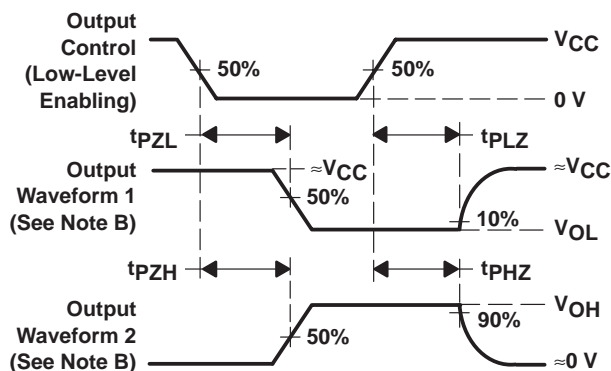 Output
Control
(Low-Level
Enabling)
50%
50%
VCC
0 V
tPZL
tPLZ
Output
Waveform 1
(See Note B)
≈VCC
50%
10%
≈VCC
VOL
tPZH
tPHZ
Output
Waveform 2
(See Note B)
50%
90%
VOH
≈0 V